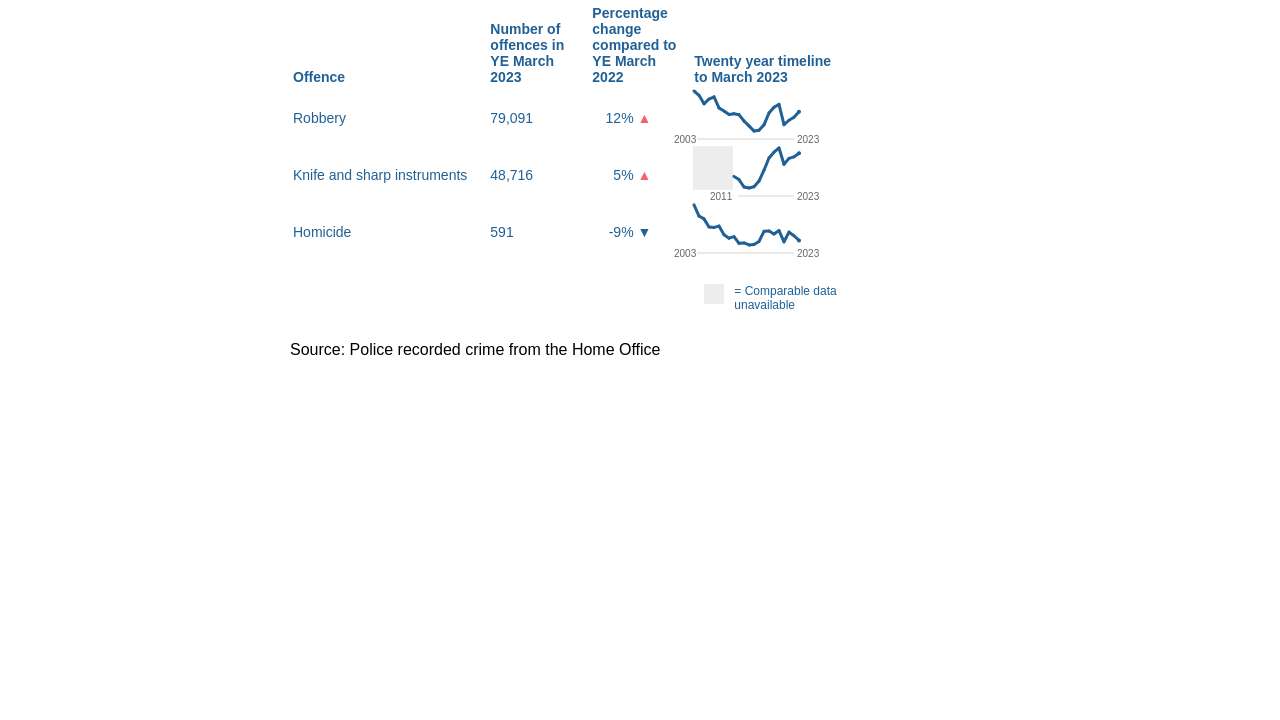 Offence
Number of
offences in
YE March
2023
Percentage
change
compared to
YE March
2022
Twenty year timeline
to March 2023
Robbery 79,091 12% ▲
2003 2023
Knife and sharp instruments 48,716 5% ▲
2011 2023
Homicide 591 -9% ▼
2003 2023
= Comparable data
unavailable
Source: Police recorded crime from the Home Office